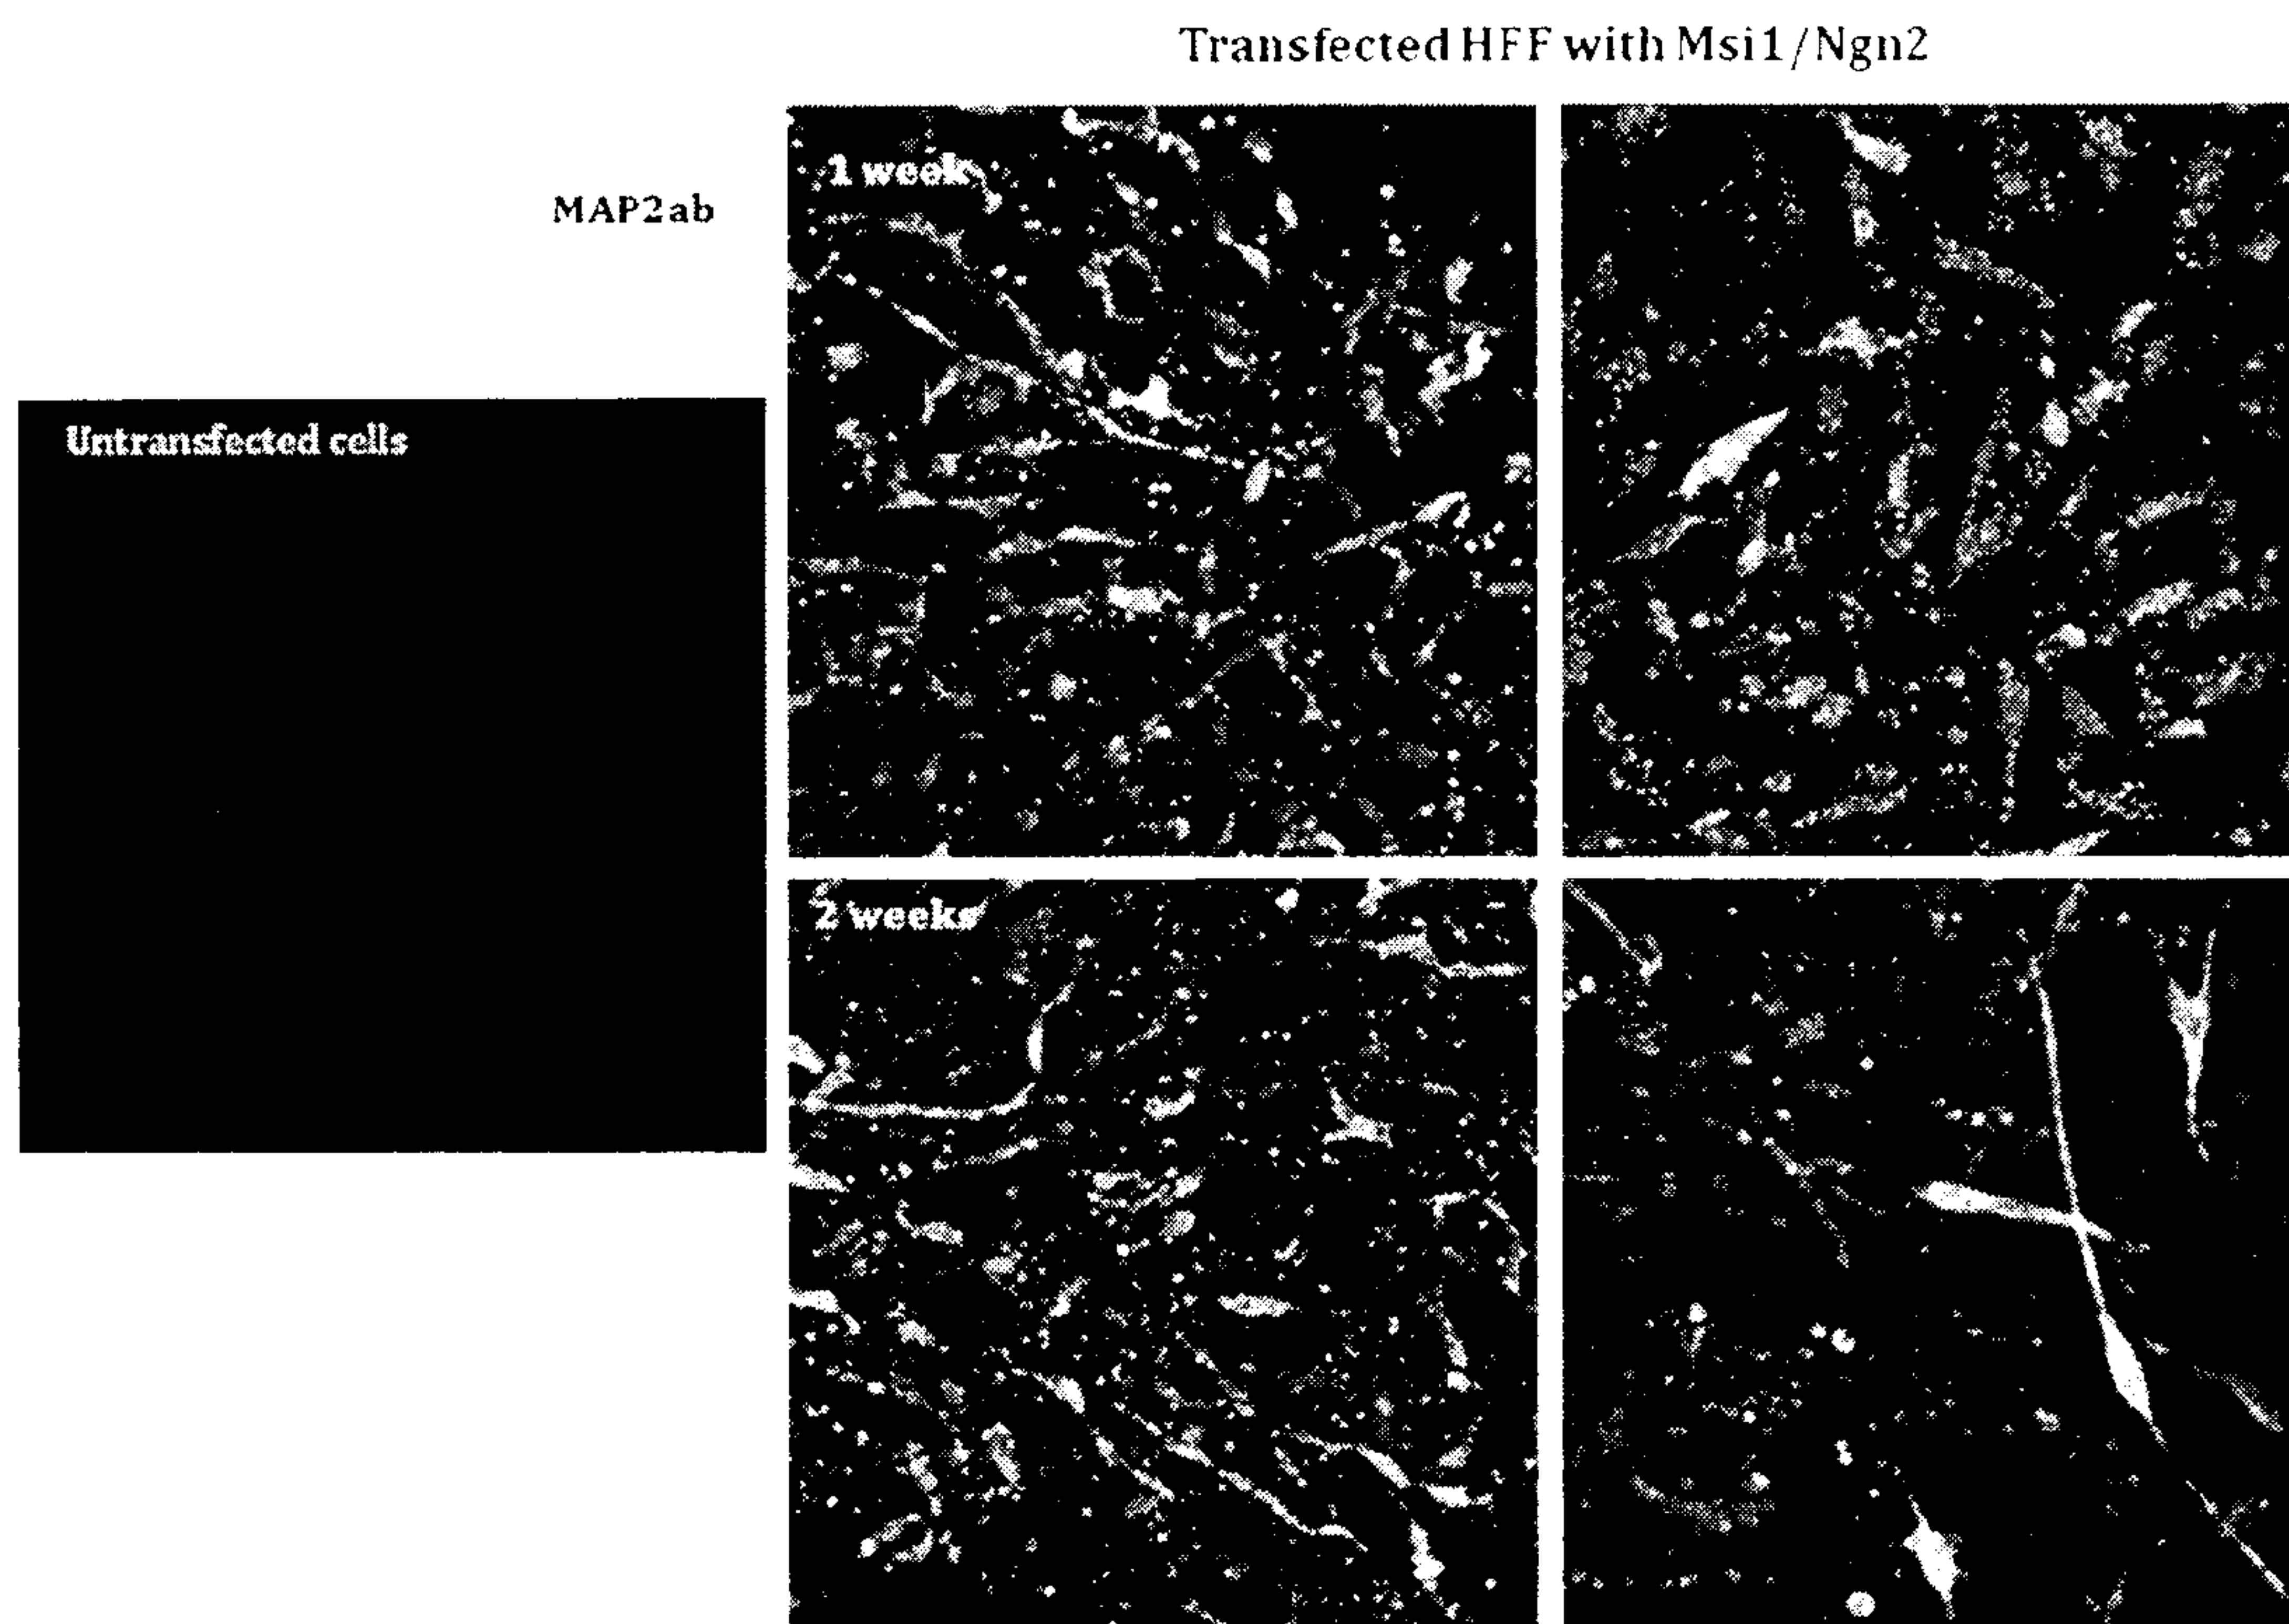 Transfected HFF with Msi1/Ngn2
MAP2ab
1 week
Untransfected cells
2 weeks